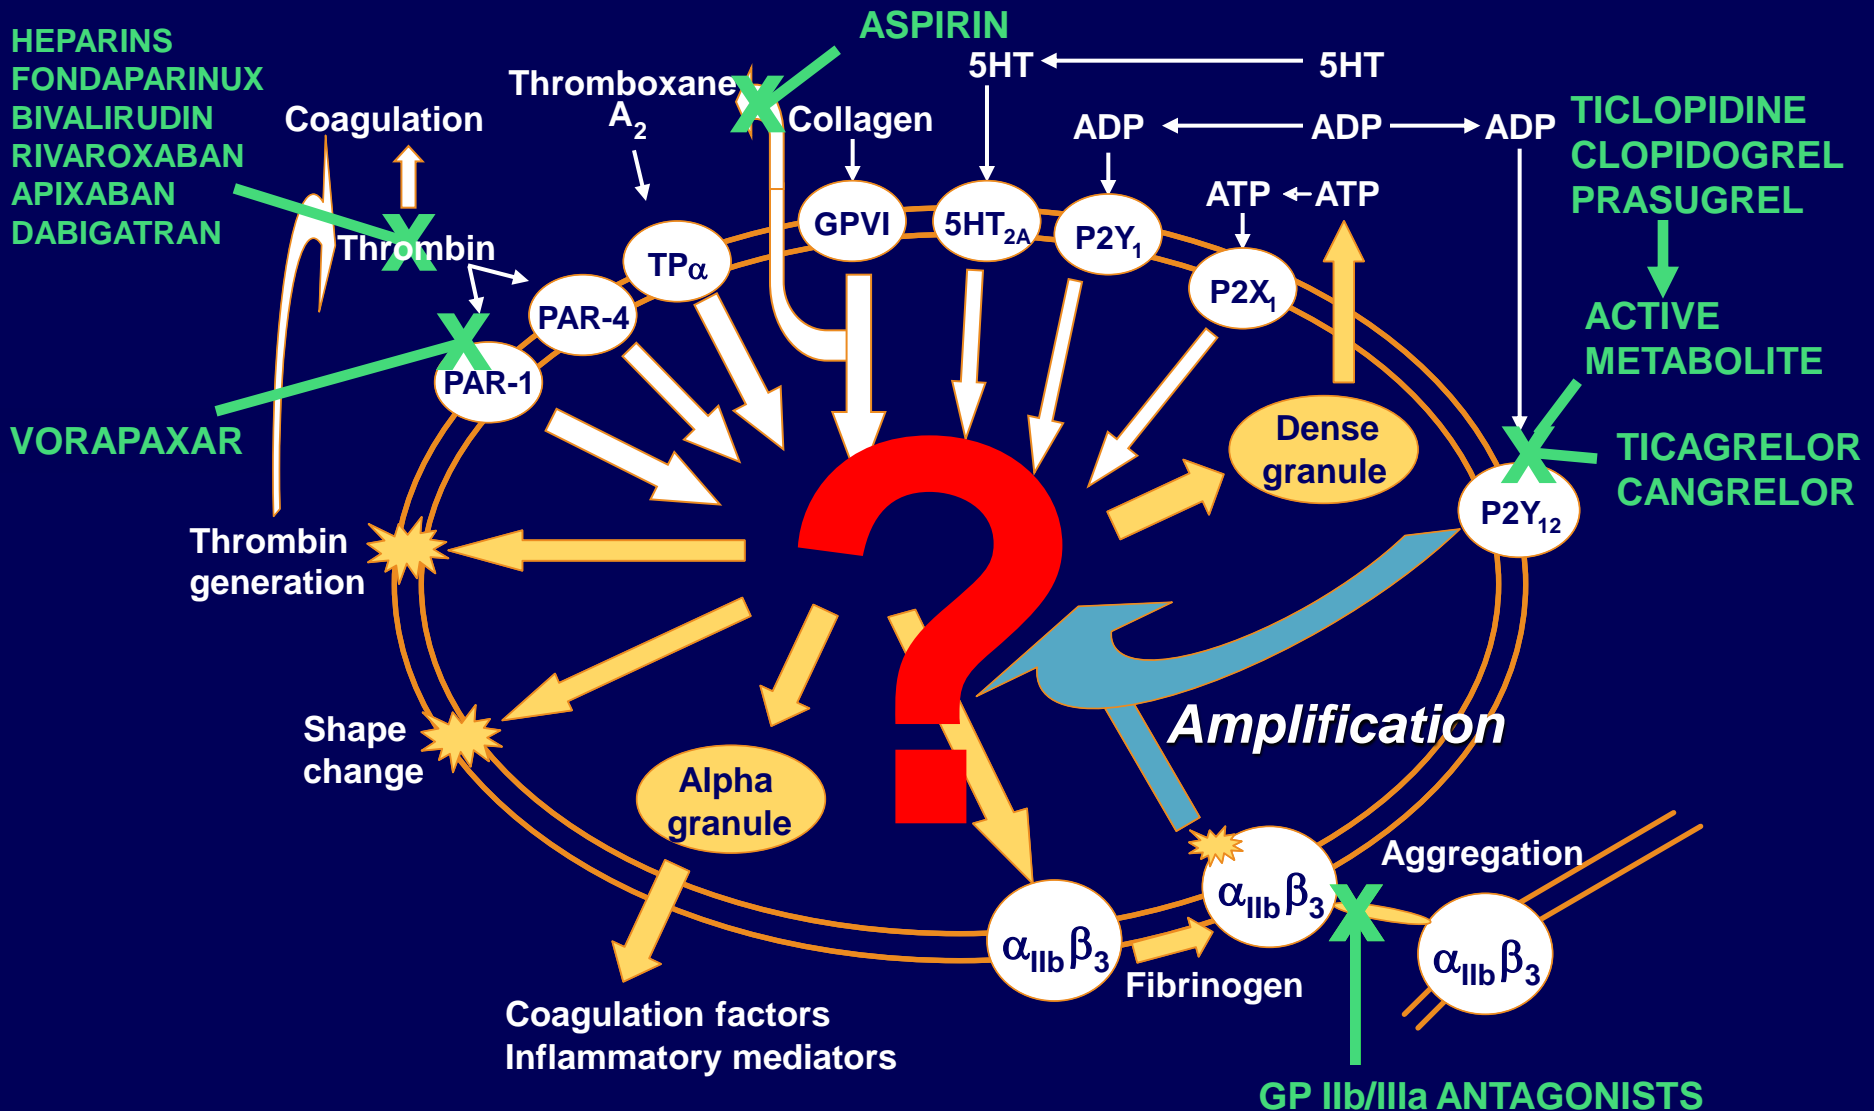 HEPARINS
FONDAPARINUX
BIVALIRUDIN
RIVAROXABAN
APIXABAN
DABIGATRAN
VORAPAXAR
ASPIRIN
Thromboxane
A2
Coagulation
Thrombin
Collagen
5HT
5HT
ADP
ADP
ADP
ATP
ATP
TICLOPIDINE
CLOPIDOGREL
PRASUGREL
ACTIVE
METABOLITE
TICAGRELOR
CANGRELOR
PAR-1
PAR-4
TPα
GPVI
5HT2A
P2Y1
P2X1
P2Y12
Dense
granule
?
Thrombin
generation
Shape
change
Alpha
granule
Amplification
Coagulation factors
Inflammatory mediators
αIIbβ3
Fibrinogen
αIIbβ3
Aggregation
αIIbβ3
GP IIb/IIIa ANTAGONISTS